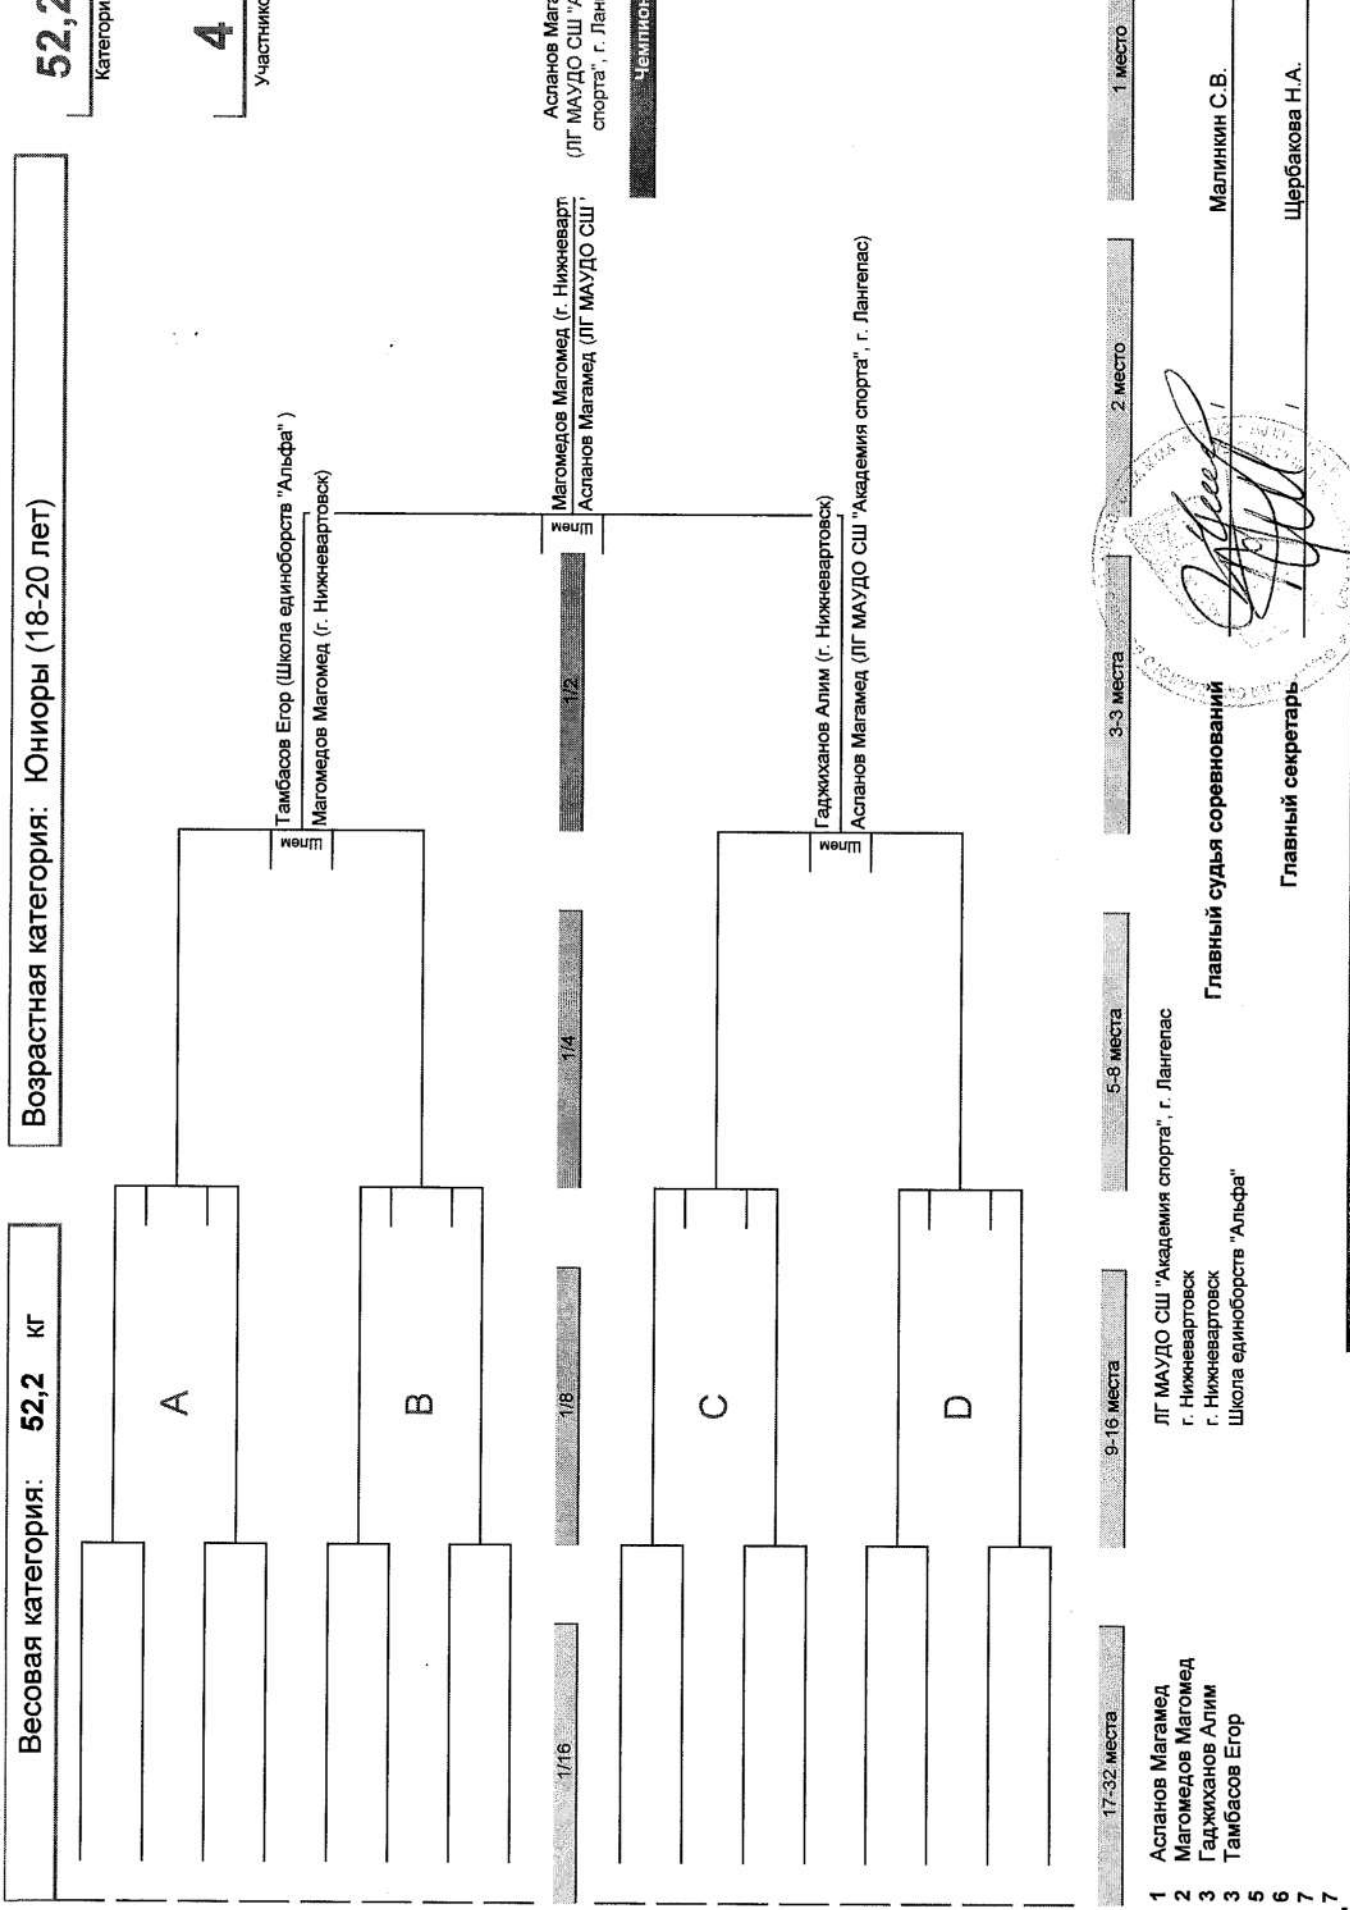 Весовая категория: 52,2 кг
Возрастная категория: Юниоры (18-20 лет)
52,2
Категори
4
Участнико
A
B
C
D
Шлем
Тамбасов Егор (Школа единоборств "Альфа" )
Магомедов Магомед (г. Нижневартовск)
Шлем
Магомедов Магомед (г. Нижневарт
Асланов Магамед (ЛГ МАУДО СШ "
Асланов Мага
(ЛГ МАУДО СШ "А
спорта", г. Ланг
Чемпион
1/16
1/8
1/4
1/2
Шлем
Гаджиханов Алим (г. Нижневартовск)
Асланов Магамед (ЛГ МАУДО СШ "Академия спорта", г. Лангепас)
17-32 места
9-16 места
5-8 места
3-3 места
2 место
1 место
1 Асланов Магамед ЛГ МАУДО СШ "Академия спорта", г. Лангепас
2 Магомедов Магомед г. Нижневартовск
3 Гаджиханов Алим г. Нижневартовск
3 Тамбасов Егор Школа единоборств "Альфа"
5
6
7
7
Главный судья соревнований / Малинкин С.В.
Главный секретарь / Щербакова Н.А.